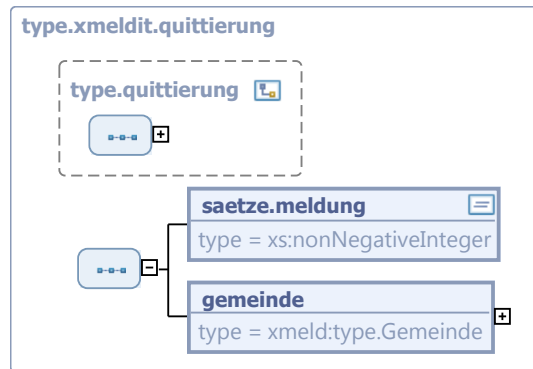 type.xmeldit.quittierung
type.quittierung
saetze.meldung
type = xs:nonNegativeInteger
gemeinde
type = xmeld:type.Gemeinde